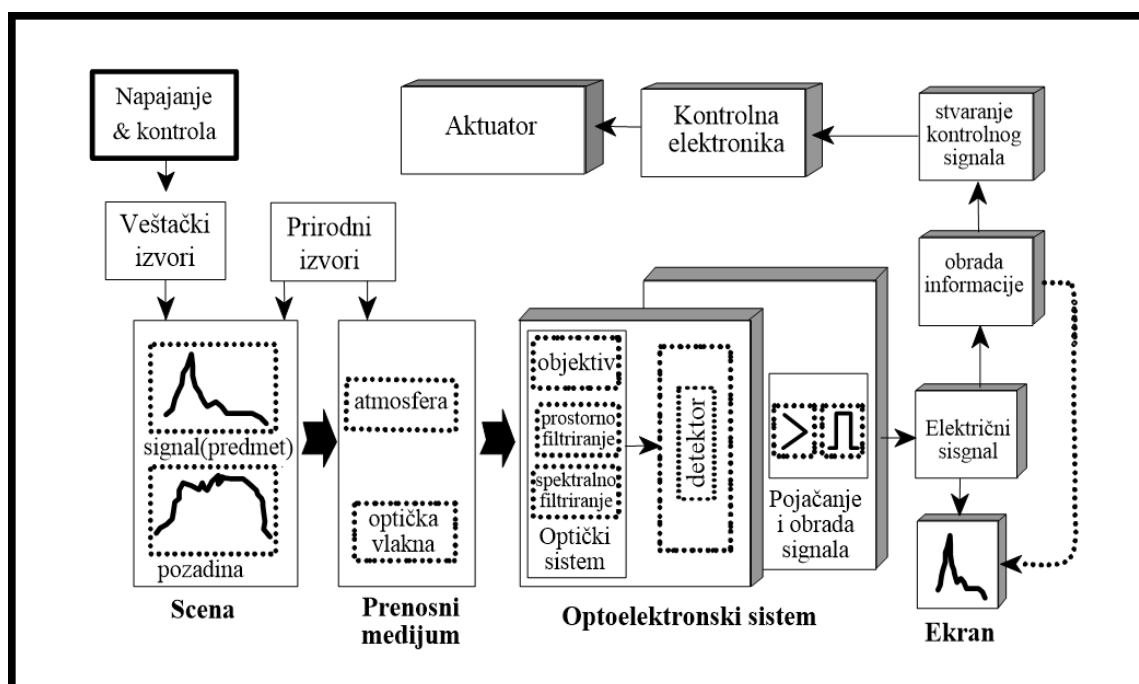 Napajanje
& kontrola
Aktuator
Kontrolna
elektronika
stvaranje
kontrolnog
signala
Veštački
izvori
Prirodni
izvori
obrada
informacije
signal(predmet)
pozadina
Scena
atmosfera
optička
vlakna
Prenosni
medijum
objektiv
prostorno
filtriranje
spektralno
filtriranje
Optički
sistem
detektor
Pojačanje
i obrada
signala
Optoelektronski sistem
Električni
sisgnal
Ekran